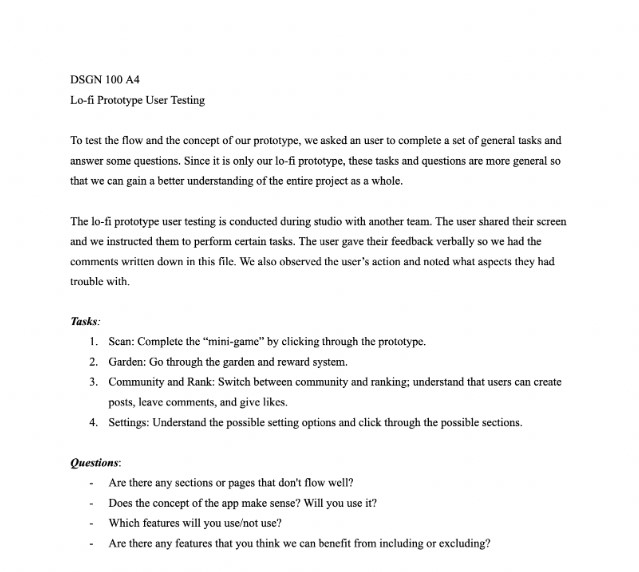 DSGN 100 A4
Lo-fi Prototype User Testing
To test the flow and the concept of our prototype, we asked an user to complete a set of general tasks and
answer some questions. Since it is only our lo-fi prototype, these tasks and questions are more general so
that we can gain a better understanding of the entire project as a whole.
The lo-fi prototype user testing is conducted during studio with another team. The user shared their screen
and we instructed them to perform certain tasks. The user gave their feedback verbally so we had the
comments written down in this file. We also observed the user's action and noted what aspects they had
trouble with.
Tasks:
1. Scan: Complete the “mini-game” by clicking through the prototype.
2. Garden: Go through the garden and reward system.
3. Community and Rank: Switch between community and ranking; understand that users can create
posts, leave comments, and give likes.
4. Settings: Understand the possible setting options and click through the possible sections.
Questions:
- Are there any sections or pages that don't flow well?
- Does the concept of the app make sense? Will you use it?
- Which features will you use/not use?
- Are there any features that you think we can benefit from including or excluding?